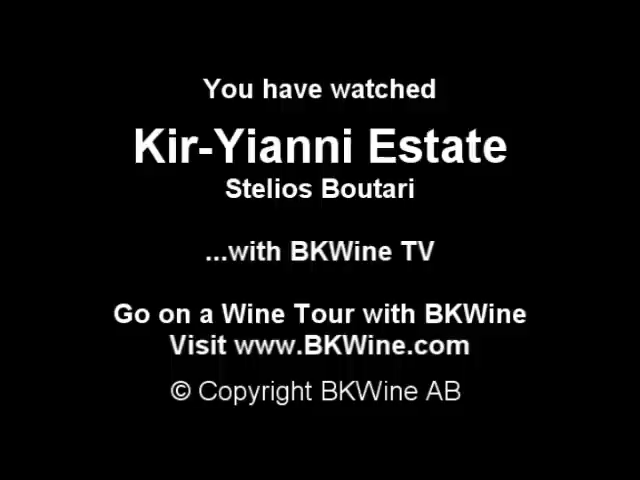 You have watched
Kir-Yianni Estate
Stelios Boutari
...with BKWine TV
Go on a Wine Tour with BKWine
Visit www.BKWine.com
© Copyright BKWine AB